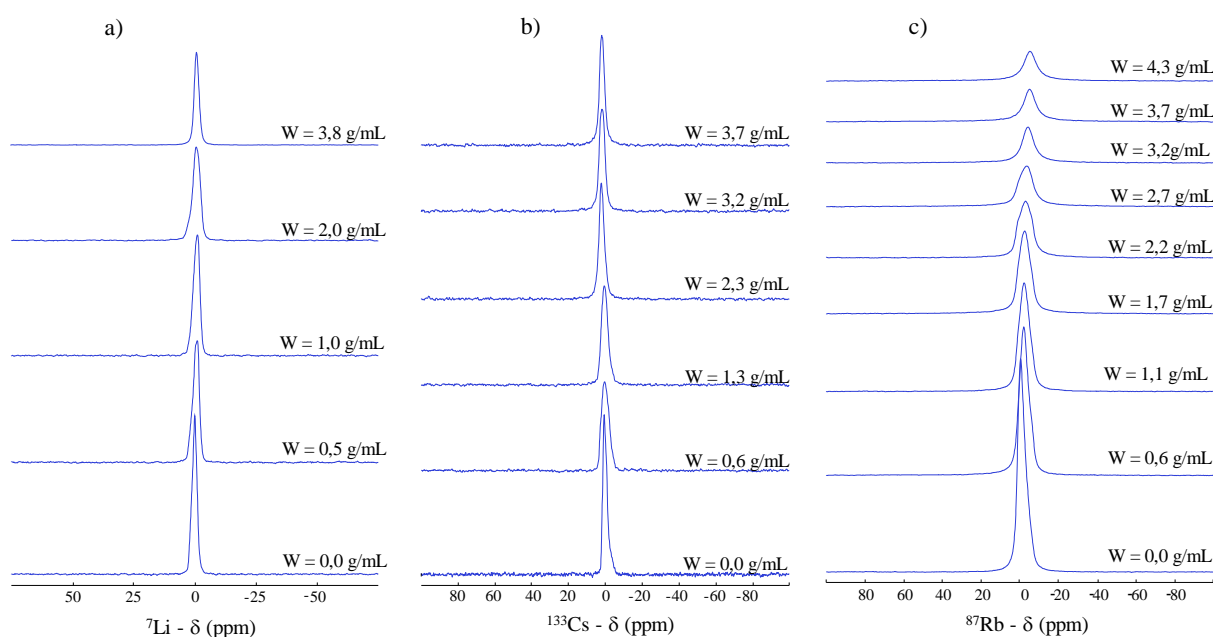 a)
W = 3,8 g/mL
W = 2,0 g/mL
W = 1,0 g/mL
W = 0,5 g/mL
W = 0,0 g/mL
50 25 0 -25 -50
⁷Li - δ (ppm)
b)
W = 3,7 g/mL
W = 3,2 g/mL
W = 2,3 g/mL
W = 1,3 g/mL
W = 0,6 g/mL
W = 0,0 g/mL
80 60 40 20 0 -20 -40 -60 -80
¹³³Cs - δ (ppm)
c)
W = 4,3 g/mL
W = 3,7 g/mL
W = 3,2g/mL
W = 2,7 g/mL
W = 2,2 g/mL
W = 1,7 g/mL
W = 1,1 g/mL
W = 0,6 g/mL
W = 0,0 g/mL
80 60 40 20 0 -20 -40 -60 -80
⁸⁷Rb - δ (ppm)